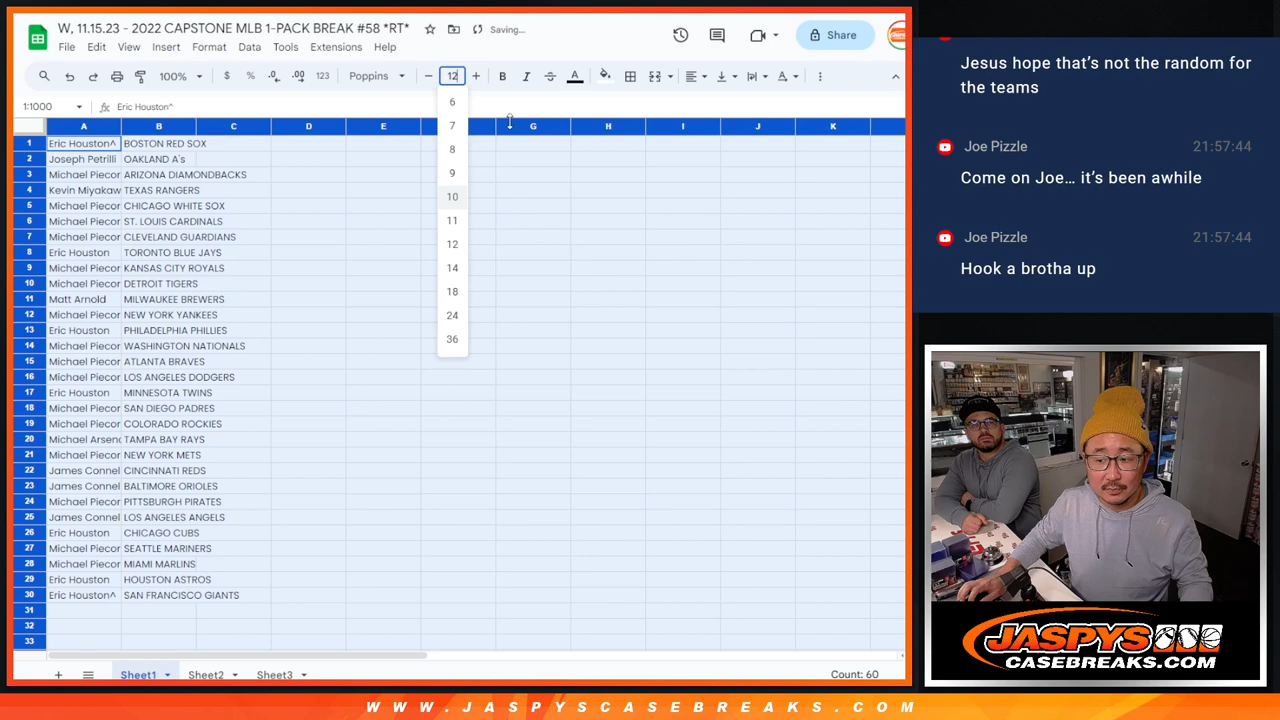 W, 11.15.23 - 2022 CAPSTONE MLB 1-PACK BREAK #58 *RT*
Saving...
File Edit View Insert Format Data Tools Extensions Help
Share
100% $ % .0 .00 123 Poppins 12 B I S A
1:1000 Eric Houston^
A B C D E G H I J K
1 Eric Houston^ BOSTON RED SOX
2 Joseph Petrilli OAKLAND A's
3 Michael Piecor ARIZONA DIAMONDBACKS
4 Kevin Miyakaw TEXAS RANGERS
5 Michael Piecor CHICAGO WHITE SOX
6 Michael Piecor ST. LOUIS CARDINALS
7 Michael Piecor CLEVELAND GUARDIANS
8 Eric Houston TORONTO BLUE JAYS
9 Michael Piecor KANSAS CITY ROYALS
10 Michael Piecor DETROIT TIGERS
11 Matt Arnold MILWAUKEE BREWERS
12 Michael Piecor NEW YORK YANKEES
13 Eric Houston PHILADELPHIA PHILLIES
14 Michael Piecor WASHINGTON NATIONALS
15 Michael Piecor ATLANTA BRAVES
16 Michael Piecor LOS ANGELES DODGERS
17 Eric Houston MINNESOTA TWINS
18 Michael Piecor SAN DIEGO PADRES
19 Michael Piecor COLORADO ROCKIES
20 Michael Arsenc TAMPA BAY RAYS
21 Michael Piecor NEW YORK METS
22 James Connel CINCINNATI REDS
23 James Connel BALTIMORE ORIOLES
24 Michael Piecor PITTSBURGH PIRATES
25 James Connel LOS ANGELES ANGELS
26 Eric Houston CHICAGO CUBS
27 Michael Piecor SEATTLE MARINERS
28 Michael Piecor MIAMI MARLINS
29 Eric Houston HOUSTON ASTROS
30 Eric Houston^ SAN FRANCISCO GIANTS
31
32
33
6
7
8
9
10
11
12
14
18
24
36
Sheet1 Sheet2 Sheet3 Count: 60
Jesus hope that's not the random for
the teams
Joe Pizzle 21:57:44
Come on Joe... it's been awhile
Joe Pizzle 21:57:44
Hook a brotha up
JASPYS
CASEBREAKS.COM
WWW.JASPYSCASEBREAKS.COM